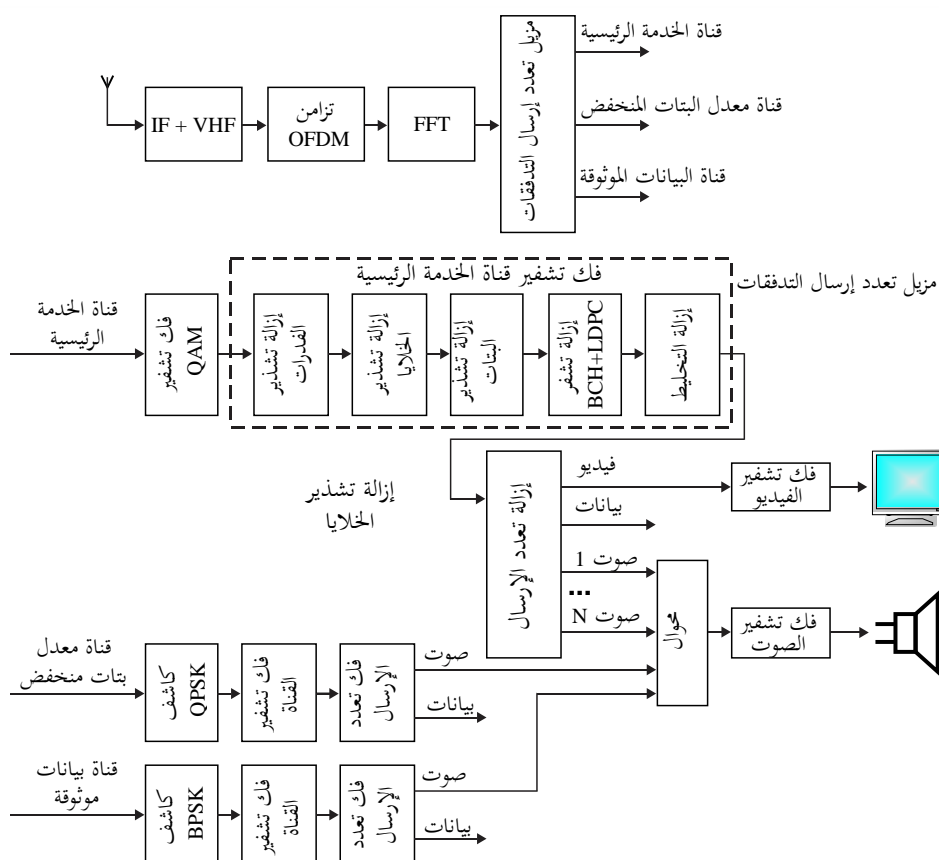 قناة الخدمة الرئيسية
قناة معدل البتات المنخفض
قناة البيانات الموثوقة
مزيل تعدد إرسال التدفقات
FFT
تزامن
OFDM
IF + VHF
مزيل تعدد إرسال التدفقات
فك تشفير قناة الخدمة الرئيسية
قناة الخدمة
الرئيسية
فك تشفير
QAM
إزالة تشذير
الفدرات
إزالة تشذير
الخلايا
إزالة تشذير
البتات
إزالة تشفر
BCH+LDPC
إزالة التخليط
إزالة تشذير
الخلايا
إزالة تعدد الإرسال
فيديو
بيانات
صوت 1
...
صوت N
فك تشفير
الفيديو
محوال
فك تشفير
الصوت
قناة معدل
بتات منخفض
كاشف
QPSK
فك تشفير
القناة
فك تعدد
الإرسال
صوت
بيانات
قناة بيانات
موثوقة
كاشف
BPSK
فك تشفير
القناة
فك تعدد
الإرسال
صوت
بيانات